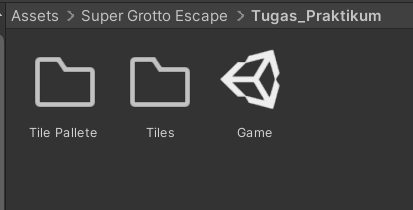 Assets > Super Grotto Escape > Tugas_Praktikum
Tile Pallete Tiles Game